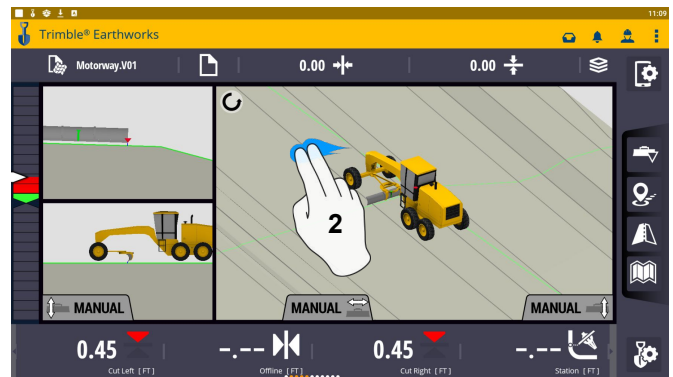 11:09
Trimble® Earthworks
Motorway.V01
0.00
0.00
2
MANUAL
MANUAL
MANUAL
0.45
-.--
0.45
-.--
Cut Left [ FT ]
Offline [ FT ]
Cut Right [ FT ]
Station [ FT ]